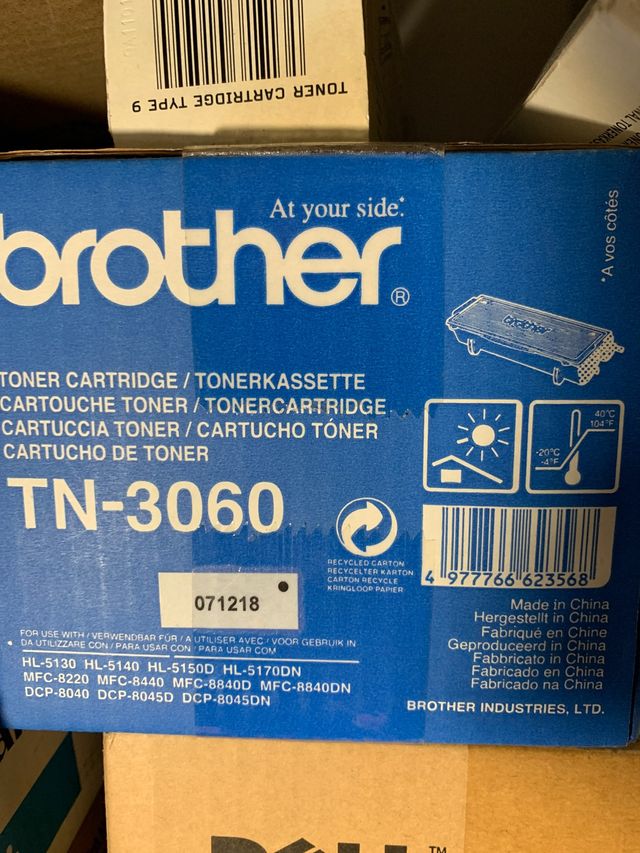 TONER CARTRIDGE TYPE 9
At your side.*
brother®
*A vos côtés
brother
TONER CARTRIDGE / TONERKASSETTE
CARTOUCHE TONER / TONERCARTRIDGE
CARTUCCIA TONER / CARTUCHO TÓNER
CARTUCHO DE TONER
TN-3060
40°C
104°F
-20°C
-4°F
RECYCLED CARTON
RECYCELTER KARTON
CARTON RECYCLE
KRINGLOOP PAPIER
4 977766 623568
071218
FOR USE WITH / VERWENDBAR FÜR / A UTILISER AVEC / VOOR GEBRUIK IN
DA UTILIZZARE CON / PARA USAR CON / PARA USAR COM
HL-5130 HL-5140 HL-5150D HL-5170DN
MFC-8220 MFC-8440 MFC-8840D MFC-8840DN
DCP-8040 DCP-8045D DCP-8045DN
Made in China
Hergestellt in China
Fabriqué en Chine
Geproduceerd in China
Fabbricato in China
Fabricado en China
Fabricado na China
BROTHER INDUSTRIES, LTD.
TM